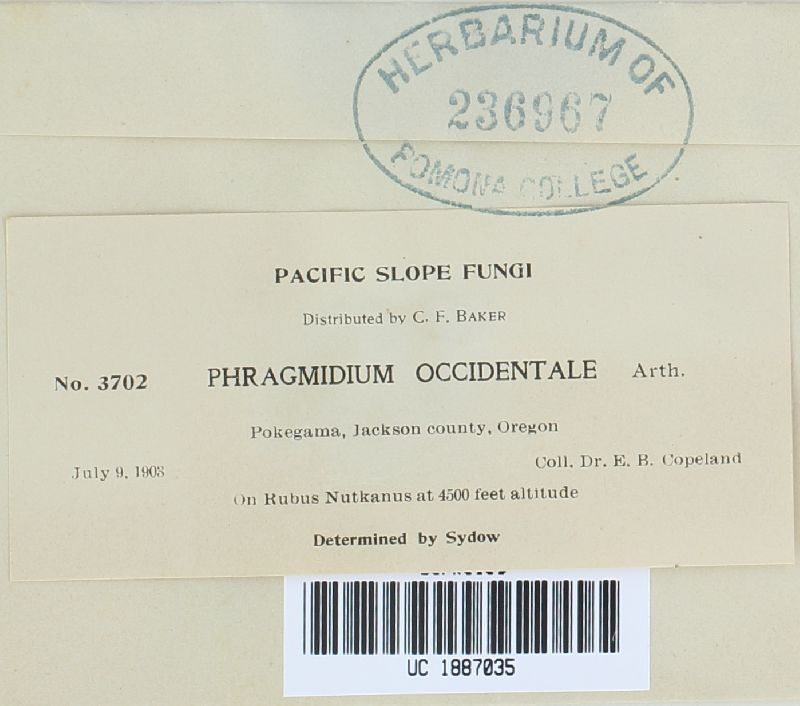 HERBARIUM OF
236967
POMONA COLLEGE
PACIFIC SLOPE FUNGI
Distributed by C. F. BAKER
No. 3702 PHRAGMIDIUM OCCIDENTALE Arth.
Pokegama, Jackson county, Oregon
July 9, 1903 Coll. Dr. E. B. Copeland
On Rubus Nutkanus at 4500 feet altitude
Determined by Sydow
UC 1887035